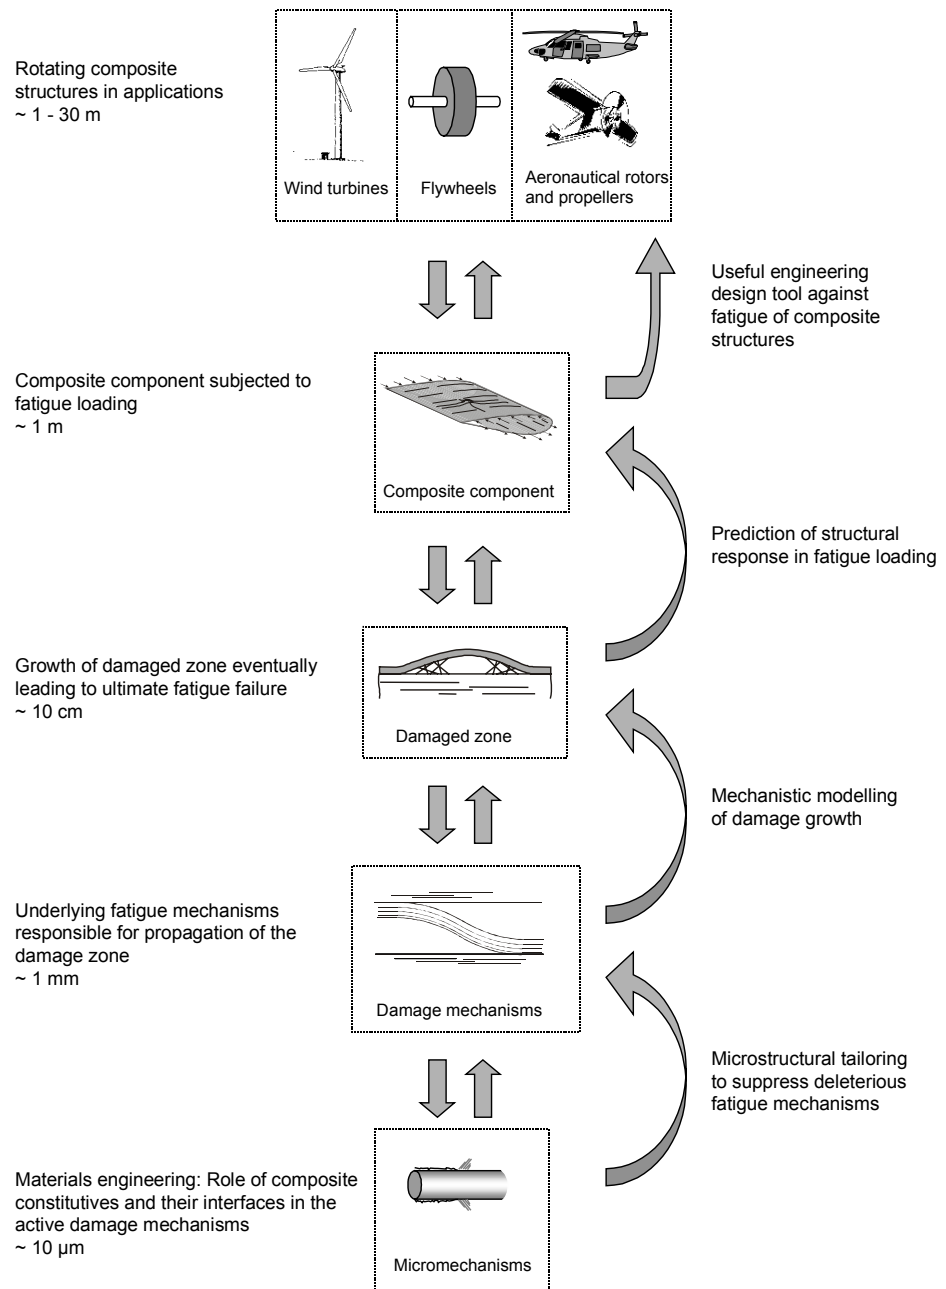 Rotating composite
structures in applications
~ 1 - 30 m
Wind turbines
Flywheels
Aeronautical rotors
and propellers
Useful engineering
design tool against
fatigue of composite
structures
Composite component subjected to
fatigue loading
~ 1 m
Composite component
Prediction of structural
response in fatigue loading
Growth of damaged zone eventually
leading to ultimate fatigue failure
~ 10 cm
Damaged zone
Mechanistic modelling
of damage growth
Underlying fatigue mechanisms
responsible for propagation of the
damage zone
~ 1 mm
Damage mechanisms
Microstructural tailoring
to suppress deleterious
fatigue mechanisms
Materials engineering: Role of composite
constitutives and their interfaces in the
active damage mechanisms
~ 10 µm
Micromechanisms